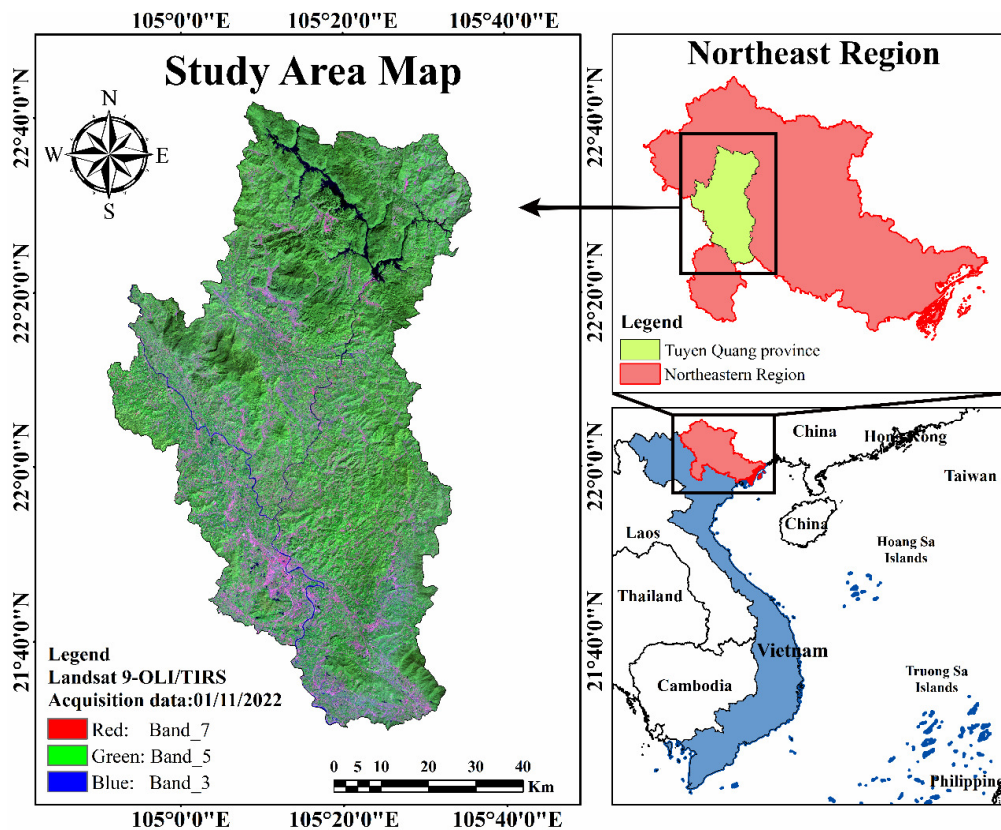 105°0'0"E
105°20'0"E
105°40'0"E
Study Area Map
N
W
E
S
22°40'0"N
22°20'0"N
22°0'0"N
21°40'0"N
Legend
Landsat 9-OLI/TIRS
Acquisition data:01/11/2022
Red: Band_7
Green: Band_5
Blue: Band_3
0 5 10 20 30 40
Km
105°0'0"E
105°20'0"E
105°40'0"E
Northeast Region
22°40'0"N
22°20'0"N
22°0'0"N
21°40'0"N
Legend
Tuyen Quang province
Northeastern Region
China
Hong Kong
Taiwan
China
Laos
Hoang Sa
Islands
Thailand
Vietnam
Cambodia
Truong Sa
Islands
Philippine